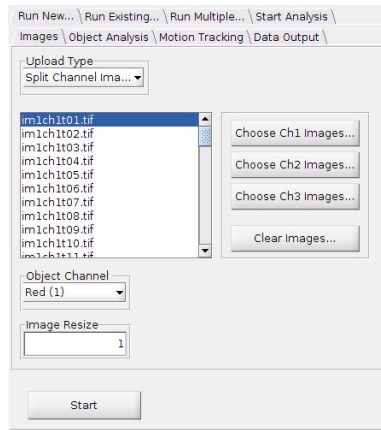 Run New... \ Run Existing... \ Run Multiple... \ Start Analysis \
Images \ Object Analysis \ Motion Tracking \ Data Output \
Upload Type
Split Channel Ima...
im1ch1t01.tif
im1ch1t02.tif
im1ch1t03.tif
im1ch1t04.tif
im1ch1t05.tif
im1ch1t06.tif
im1ch1t07.tif
im1ch1t08.tif
im1ch1t09.tif
im1ch1t10.tif
im1ch1t11.tif
Choose Ch1 Images...
Choose Ch2 Images...
Choose Ch3 Images...
Clear Images...
Object Channel
Red (1)
Image Resize
1
Start